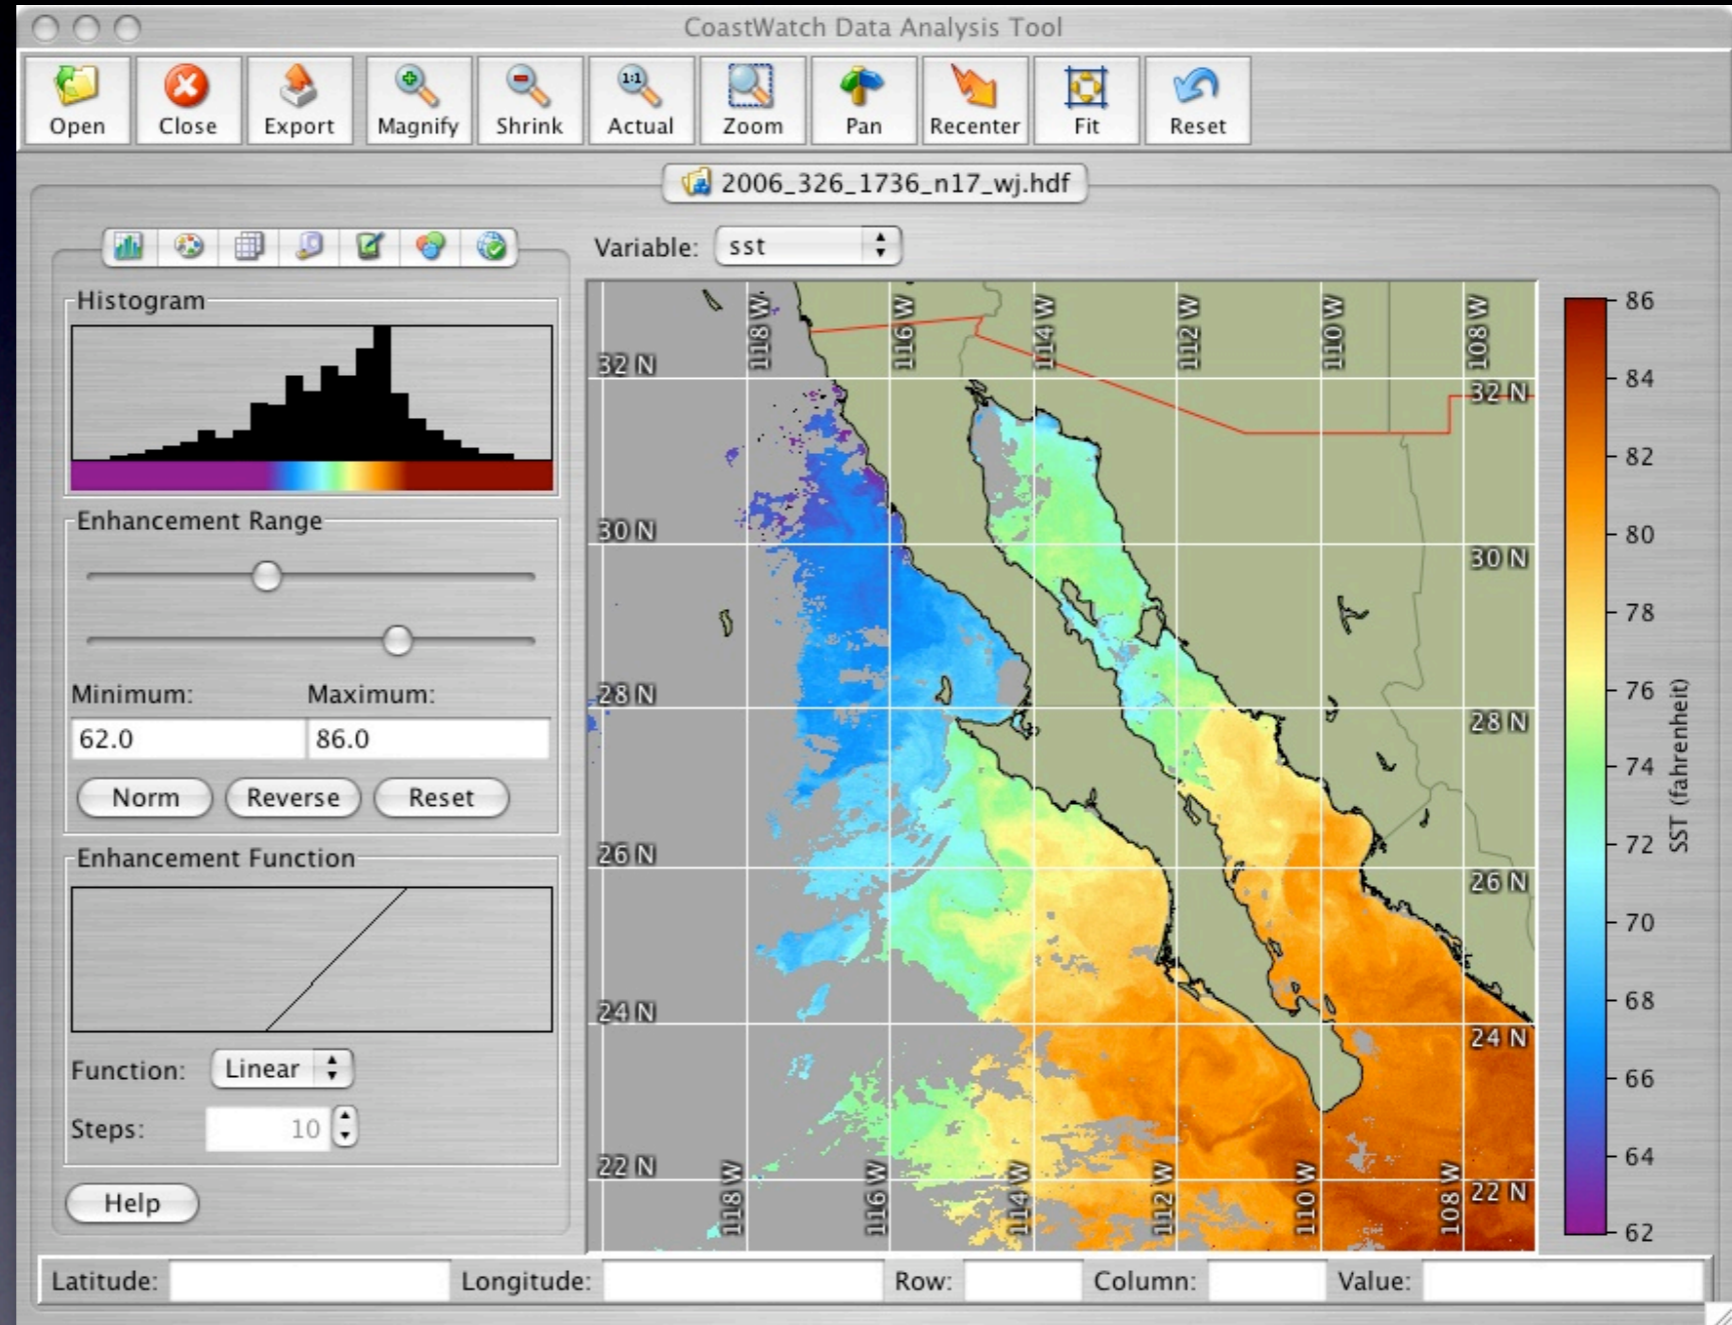 CoastWatch Data Analysis Tool
Open Close Export Magnify Shrink 1:1 Actual Zoom Pan Recenter Fit Reset
2006_326_1736_n17_wj.hdf
Variable: sst
Histogram
Enhancement Range
Minimum: Maximum:
62.0 86.0
Norm Reverse Reset
Enhancement Function
Function: Linear
Steps: 10
Help
118 W 116 W 114 W 112 W 110 W 108 W
32 N 32 N
30 N 30 N
28 N 28 N
26 N 26 N
24 N 24 N
22 N 22 N
118 W 116 W 114 W 112 W 110 W 108 W
86
84
82
80
78
76
74
72
70
68
66
64
62
SST (fahrenheit)
Latitude: Longitude: Row: Column: Value: